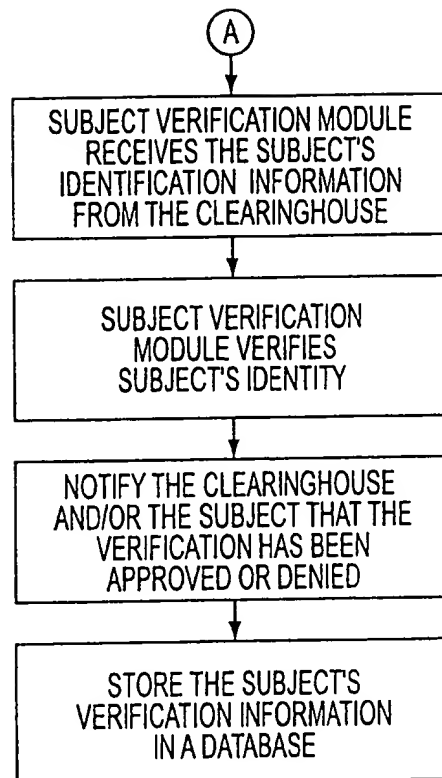 A
SUBJECT VERIFICATION MODULE
RECEIVES THE SUBJECT'S
IDENTIFICATION INFORMATION
FROM THE CLEARINGHOUSE
SUBJECT VERIFICATION
MODULE VERIFIES
SUBJECT'S IDENTITY
NOTIFY THE CLEARINGHOUSE
AND/OR THE SUBJECT THAT THE
VERIFICATION HAS BEEN
APPROVED OR DENIED
STORE THE SUBJECT'S
VERIFICATION INFORMATION
IN A DATABASE